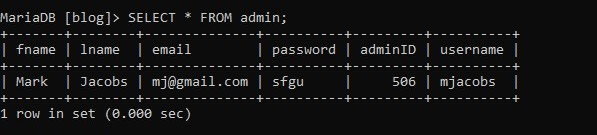 MariaDB [blog]> SELECT * FROM admin;
+-------+--------+--------------+----------+---------+----------+
| fname | lname  | email        | password | adminID | username |
+-------+--------+--------------+----------+---------+----------+
| Mark  | Jacobs | mj@gmail.com | sfgu     |     506 | mjacobs  |
+-------+--------+--------------+----------+---------+----------+
1 row in set (0.000 sec)